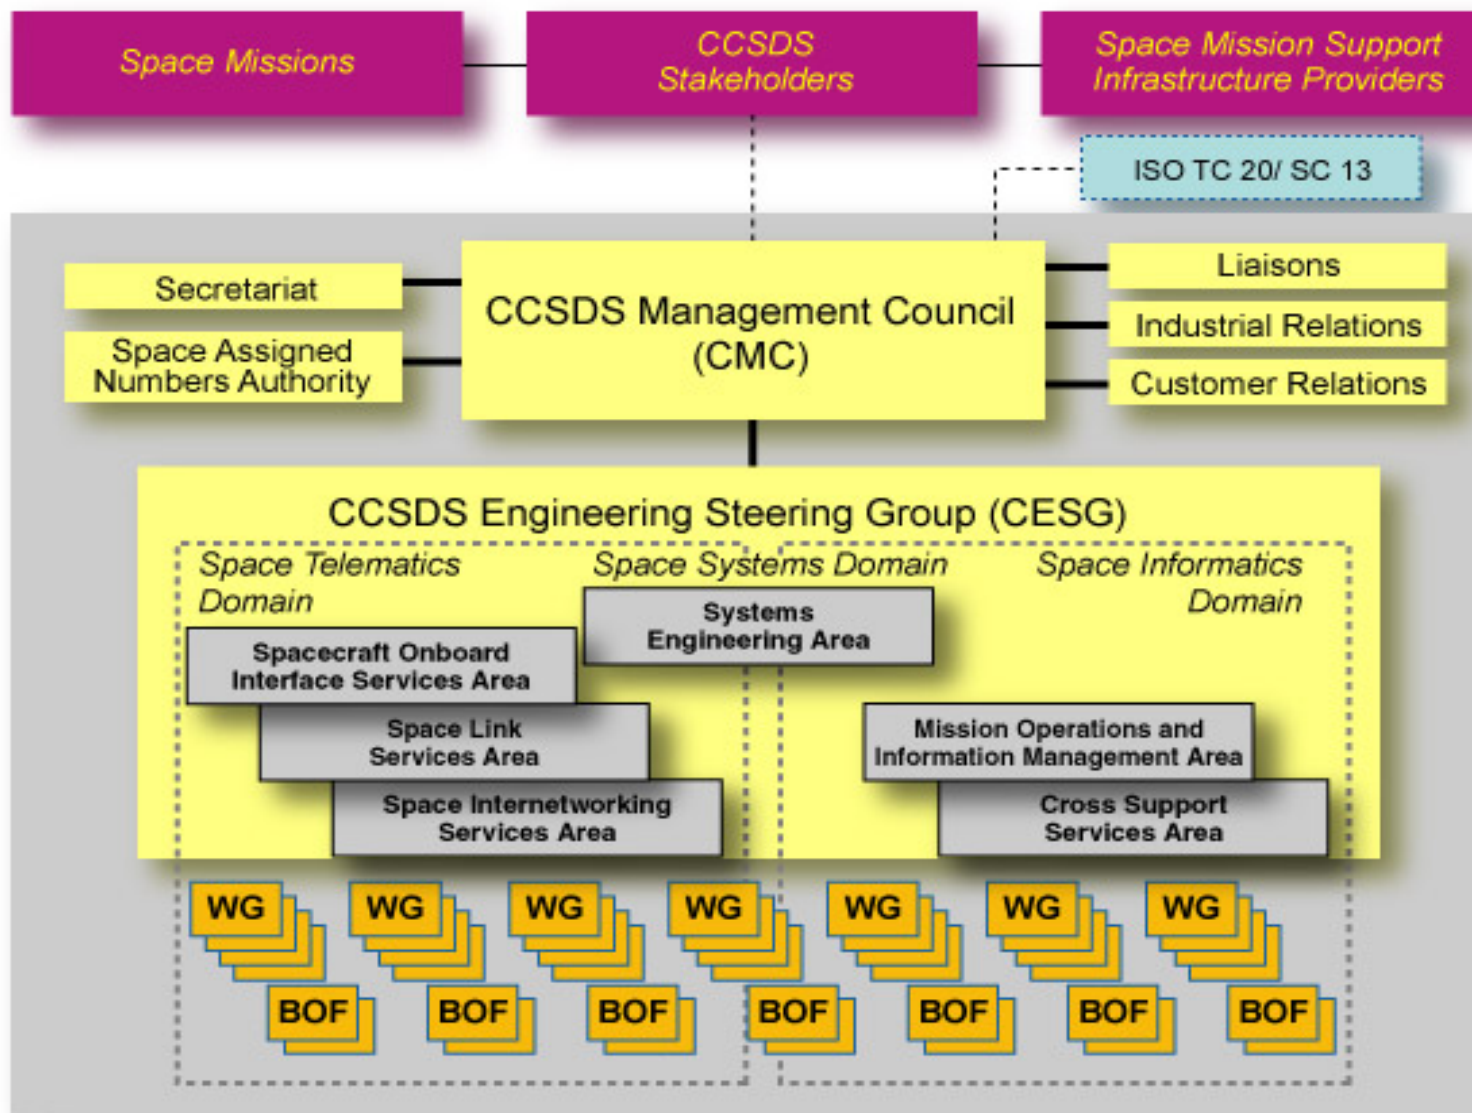 Space Missions
CCSDS
Stakeholders
Space Mission Support
Infrastructure Providers
ISO TC 20/ SC 13
Secretariat
Space Assigned
Numbers Authority
CCSDS Management Council
(CMC)
Liaisons
Industrial Relations
Customer Relations
CCSDS Engineering Steering Group (CESG)
Space Telematics
Domain
Space Systems Domain
Space Informatics
Domain
Systems
Engineering Area
Spacecraft Onboard
Interface Services Area
Space Link
Services Area
Space Internetworking
Services Area
Mission Operations and
Information Management Area
Cross Support
Services Area
WG WG WG WG WG WG WG
BOF BOF BOF BOF BOF BOF BOF